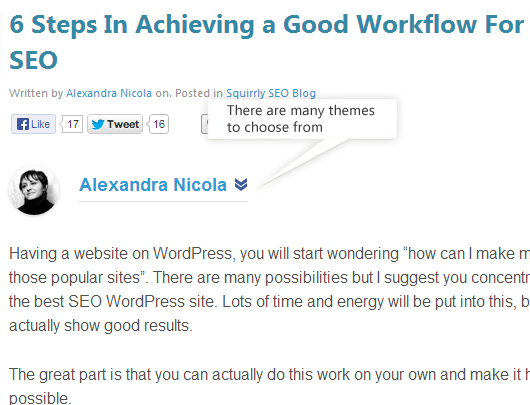 6 Steps In Achieving a Good Workflow For
SEO
Written by Alexandra Nicola on. Posted in Squirrly SEO Blog
There are many themes
to choose from
Like 17 Tweet 16
Alexandra Nicola
Having a website on WordPress, you will start wondering “how can I make m
those popular sites”. There are many possibilities but I suggest you concentr
the best SEO WordPress site. Lots of time and energy will be put into this, b
actually show good results.
The great part is that you can actually do this work on your own and make it h
possible.